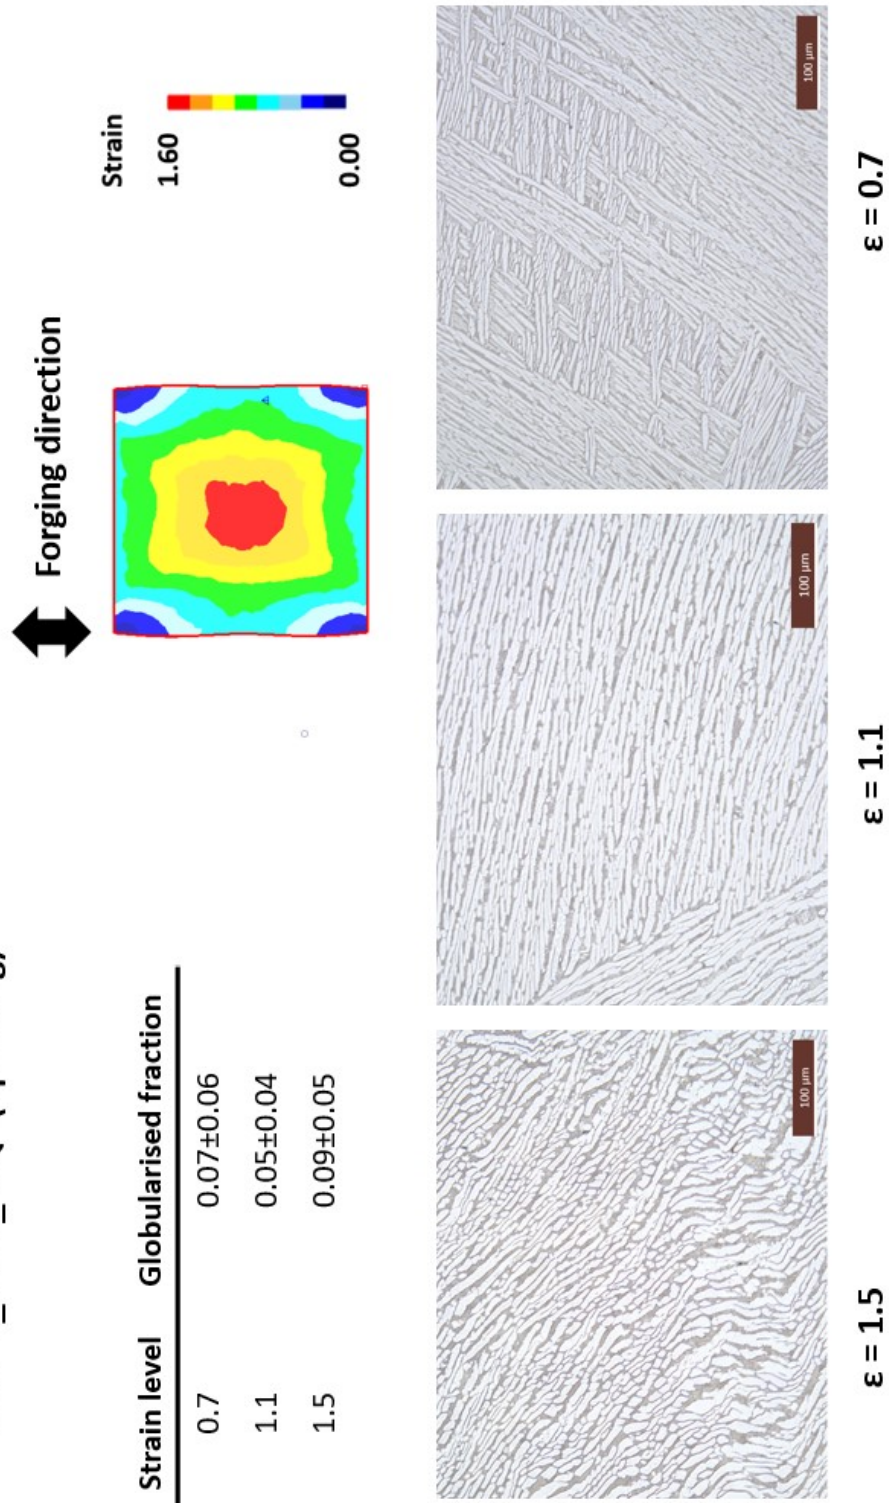 Forging direction
Strain
1.60
0.00
Strain level Globularised fraction
0.7 0.07±0.06
1.1 0.05±0.04
1.5 0.09±0.05
100 µm
100 µm
100 µm
ε = 1.5
ε = 1.1
ε = 0.7